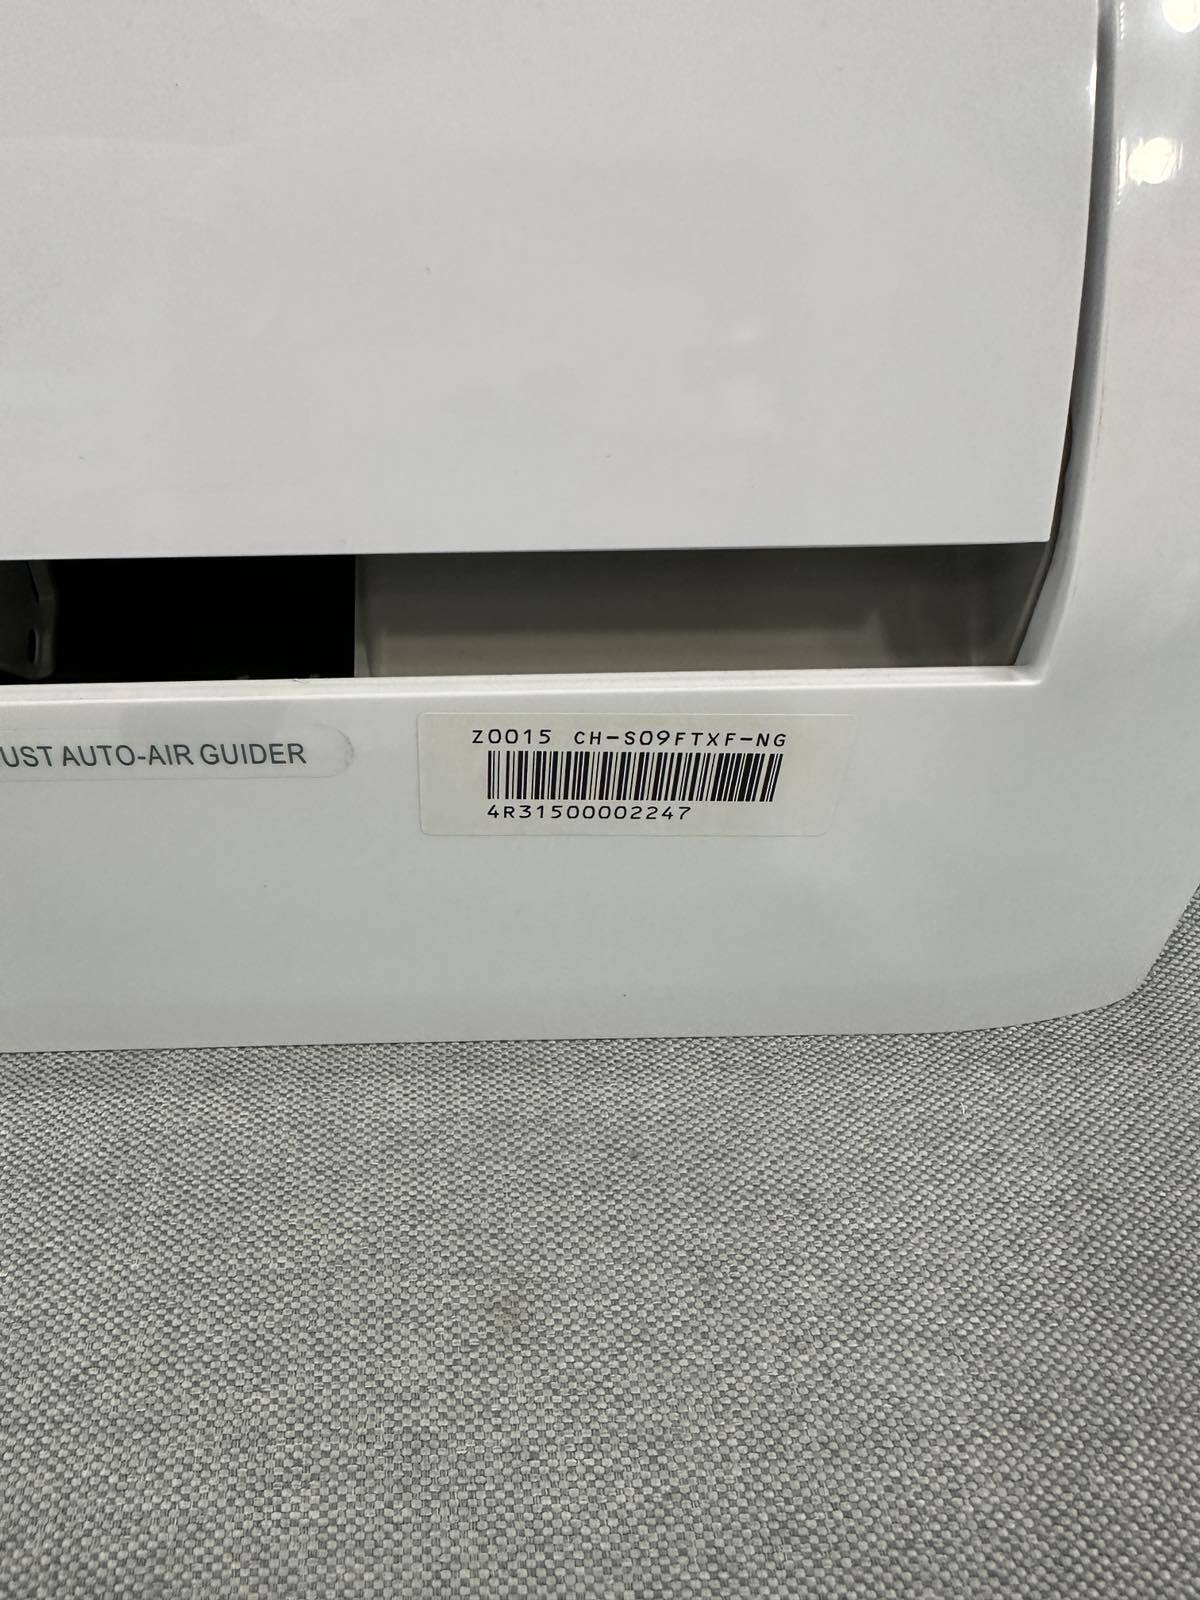 UST AUTO-AIR GUIDER
Z0015 CH-S09FTXF-NG
4R31500002247